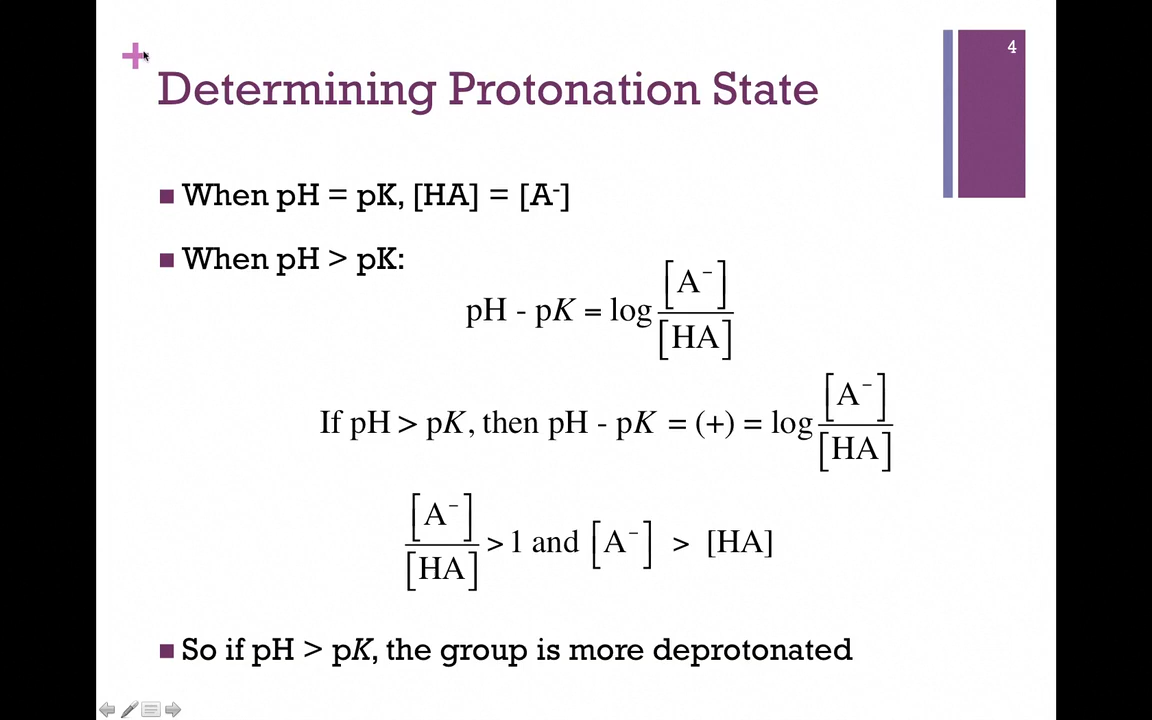 4
Determining Protonation State
When pH = pK, [HA] = [A⁻]
When pH > pK:
pH - pK = log [A⁻] / [HA]
If pH > pK, then pH - pK = (+) = log [A⁻] / [HA]
[A⁻] / [HA] > 1 and [A⁻] > [HA]
So if pH > pK, the group is more deprotonated